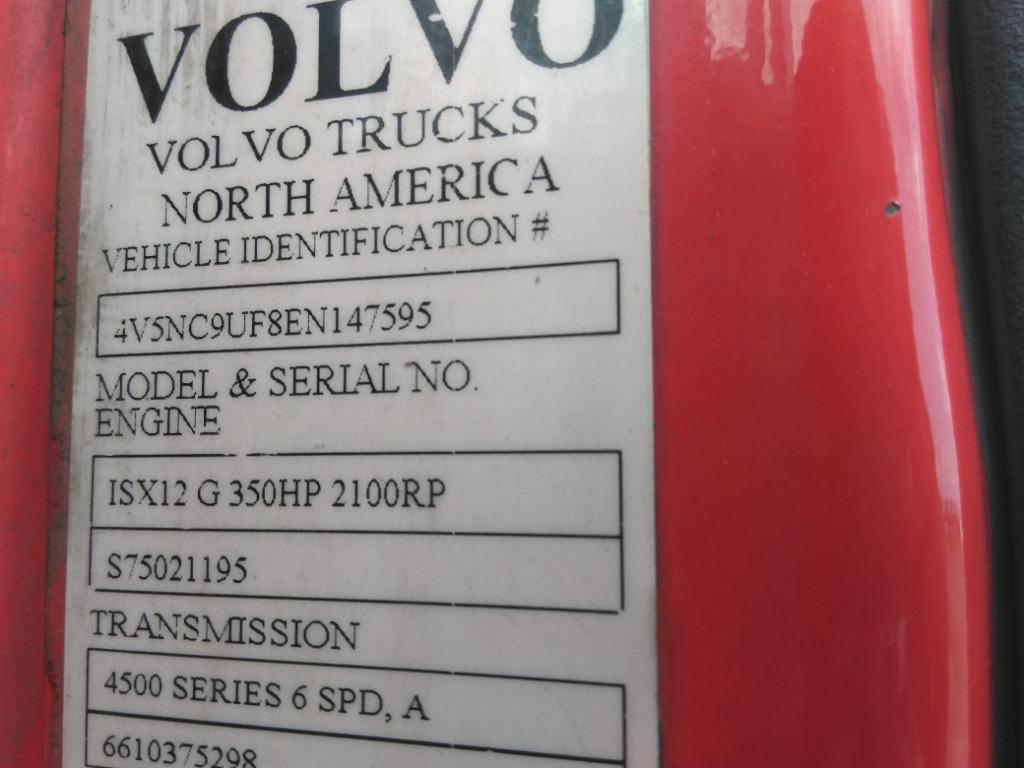 VOLVO
VOLVO TRUCKS
NORTH AMERICA
VEHICLE IDENTIFICATION #
4V5NC9UF8EN147595
MODEL & SERIAL NO.
ENGINE
ISX12 G 350HP 2100RP
S75021195
TRANSMISSION
4500 SERIES 6 SPD, A
6610375298